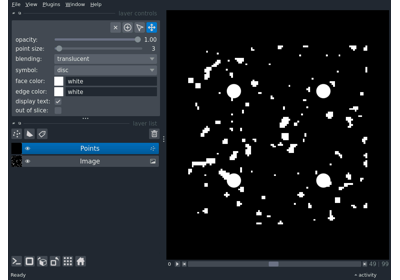 File View Plugins Window Help
layer controls
opacity: 1.00
point size: 3
blending: translucent
symbol: disc
face color: white
edge color: white
display text: ✓
out of slice:
layer list
Points
Image
49 99
Ready
activity